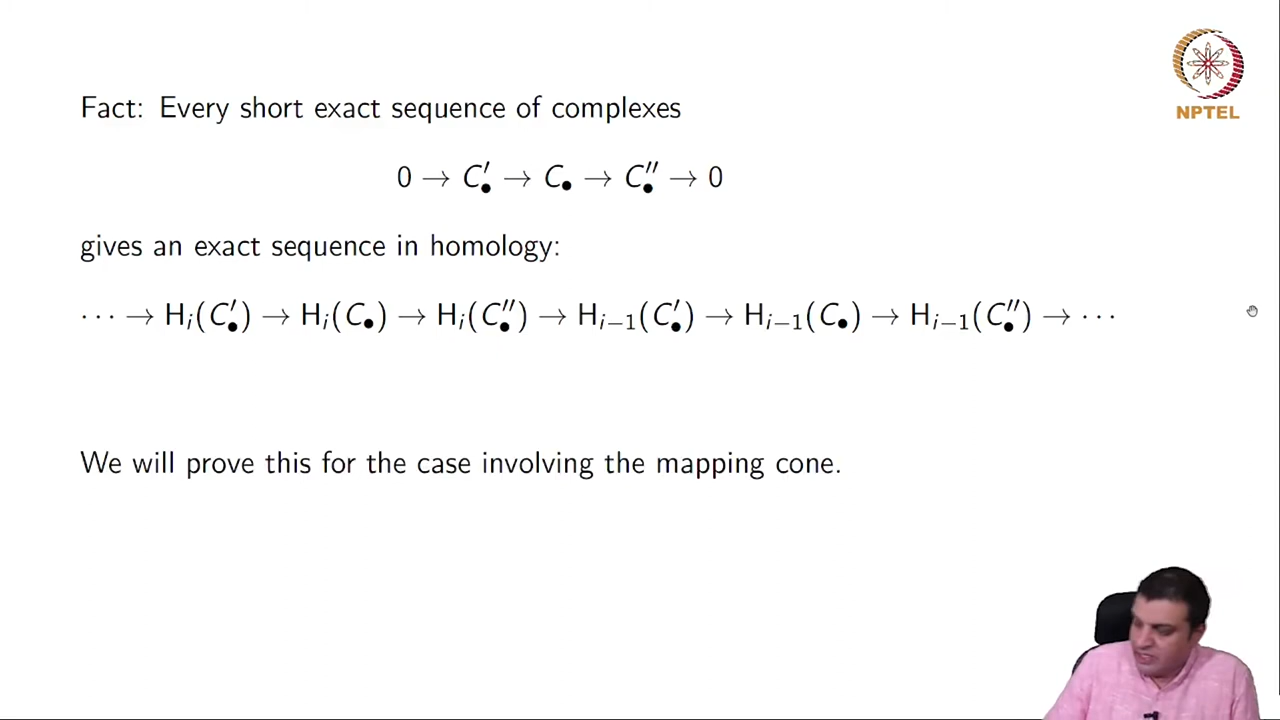 NPTEL
Fact: Every short exact sequence of complexes
0 → C′• → C• → C″• → 0
gives an exact sequence in homology:
··· → Hᵢ(C′•) → Hᵢ(C•) → Hᵢ(C″•) → Hᵢ₋₁(C′•) → Hᵢ₋₁(C•) → Hᵢ₋₁(C″•) → ···
We will prove this for the case involving the mapping cone.